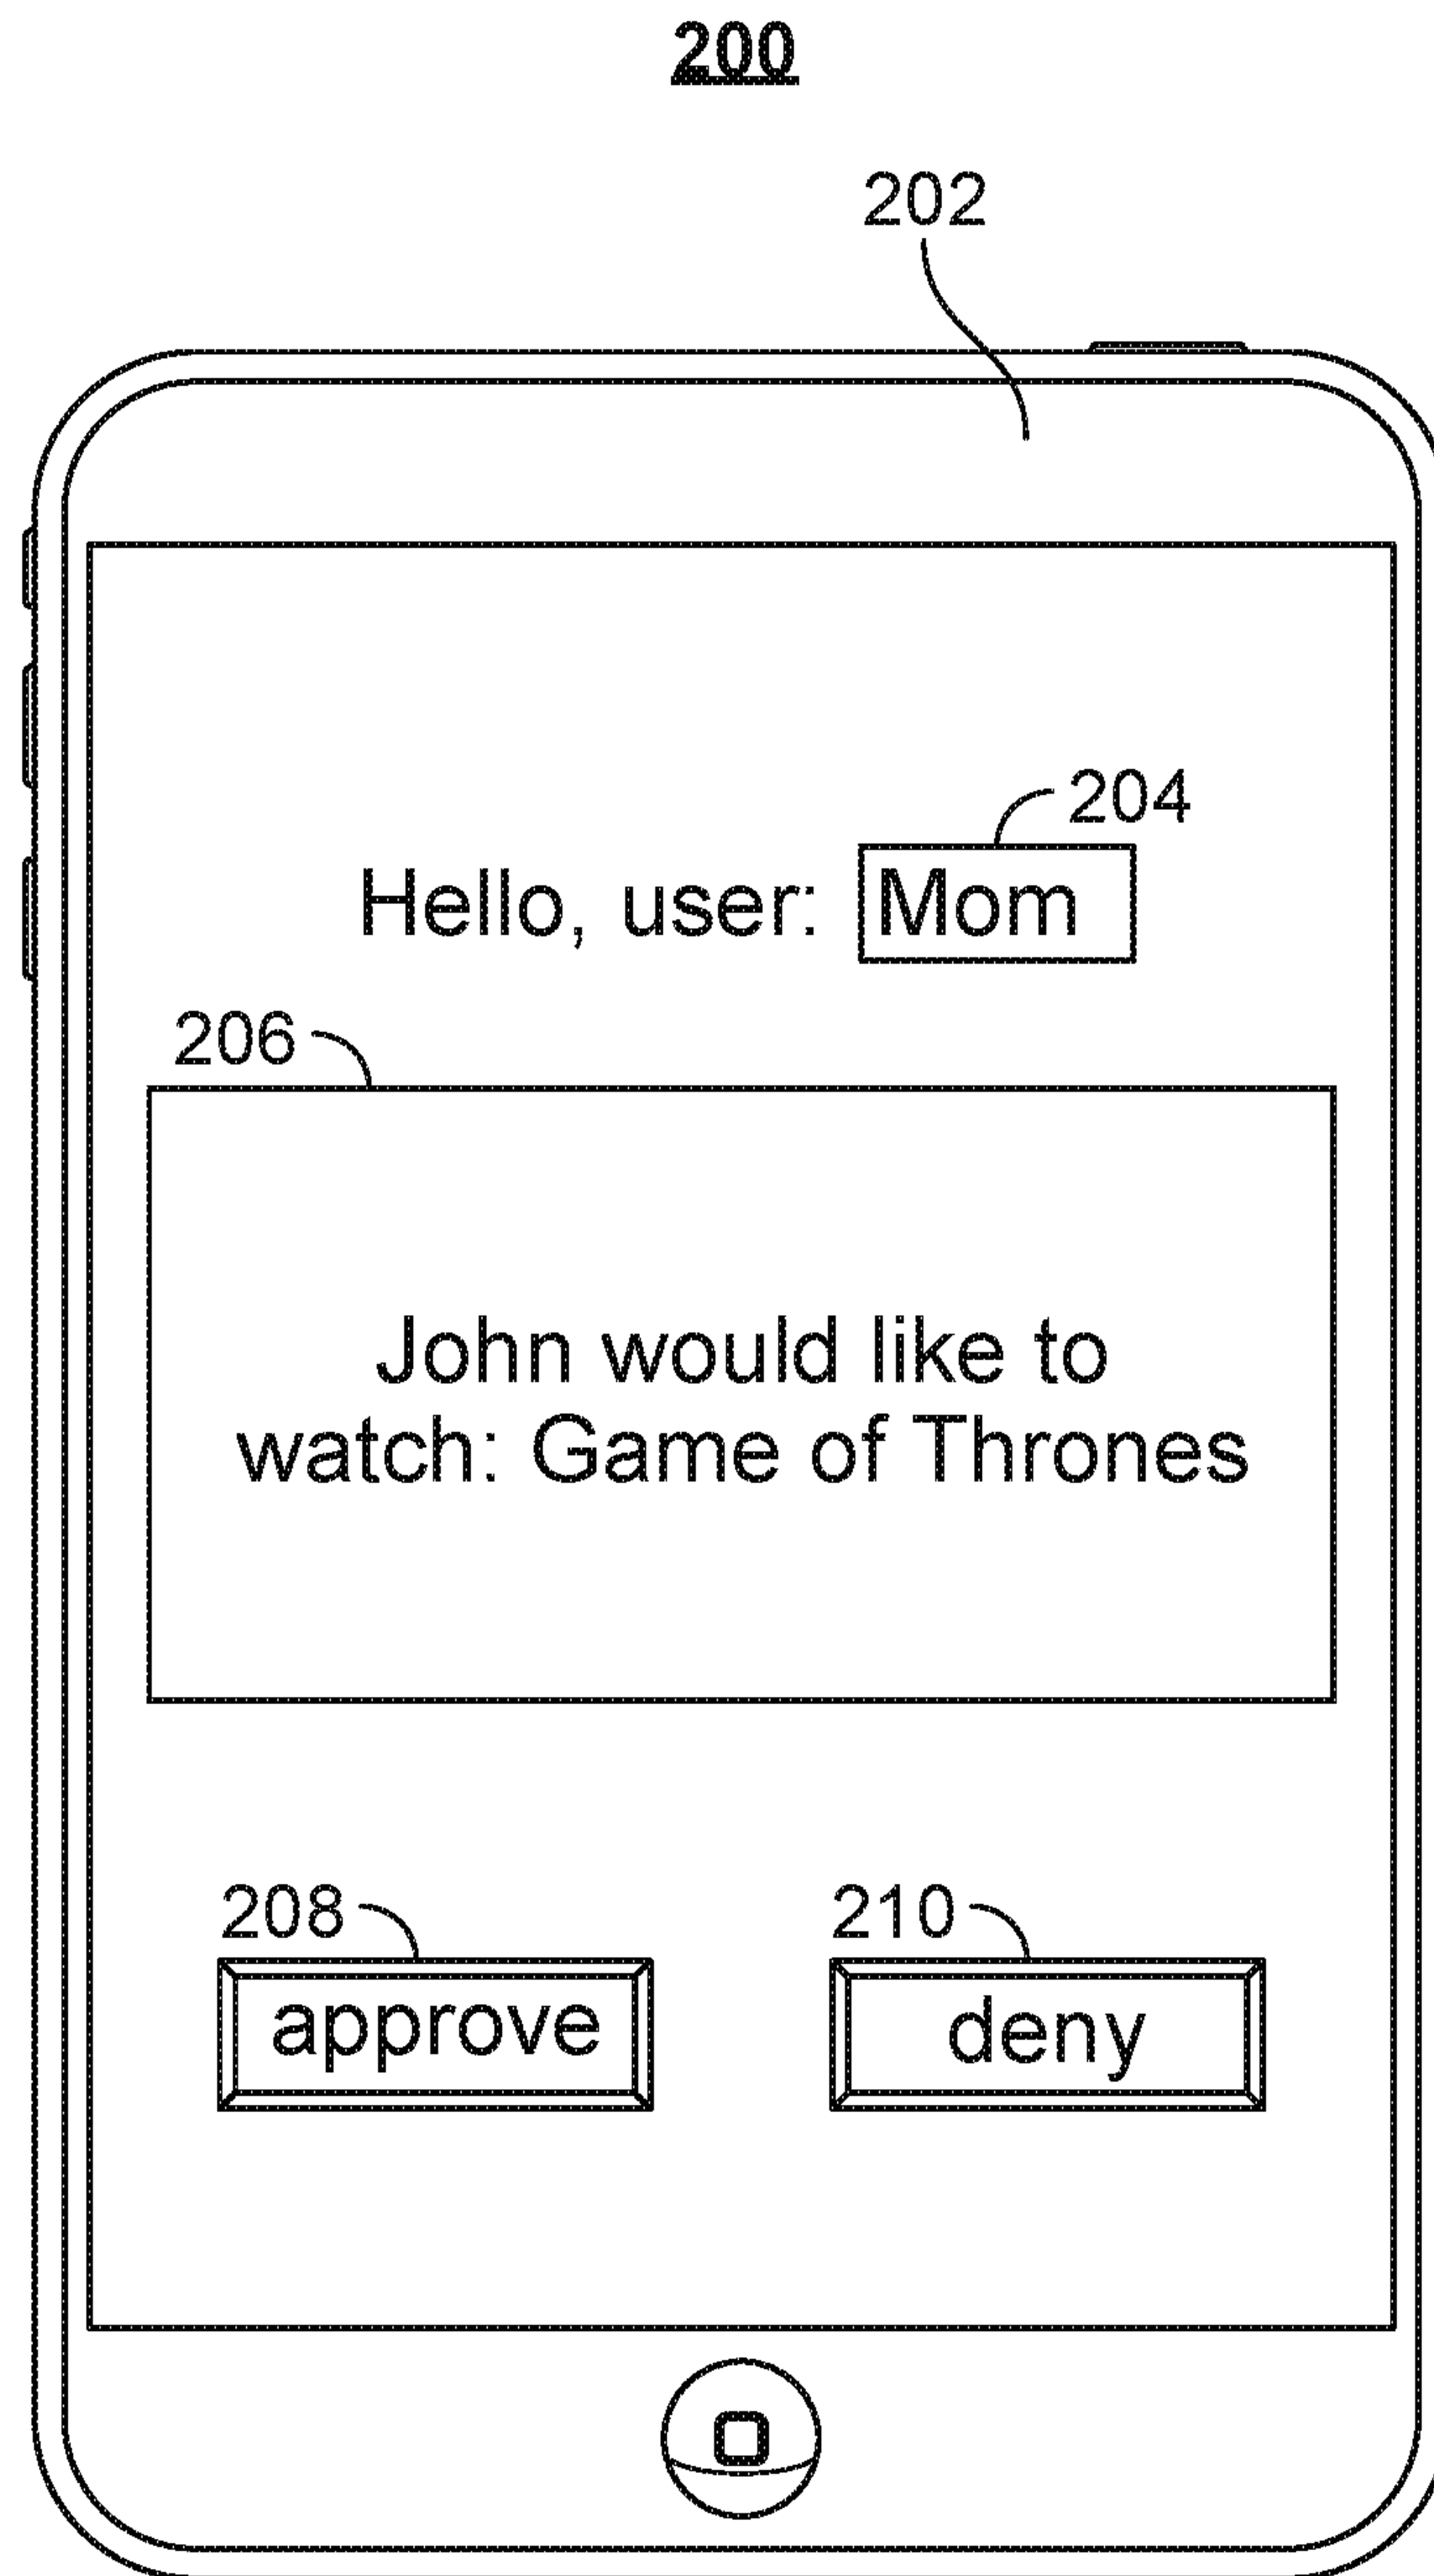 200
202
204
Hello, user: Mom
206
John would like to
watch: Game of Thrones
208
210
approve
deny